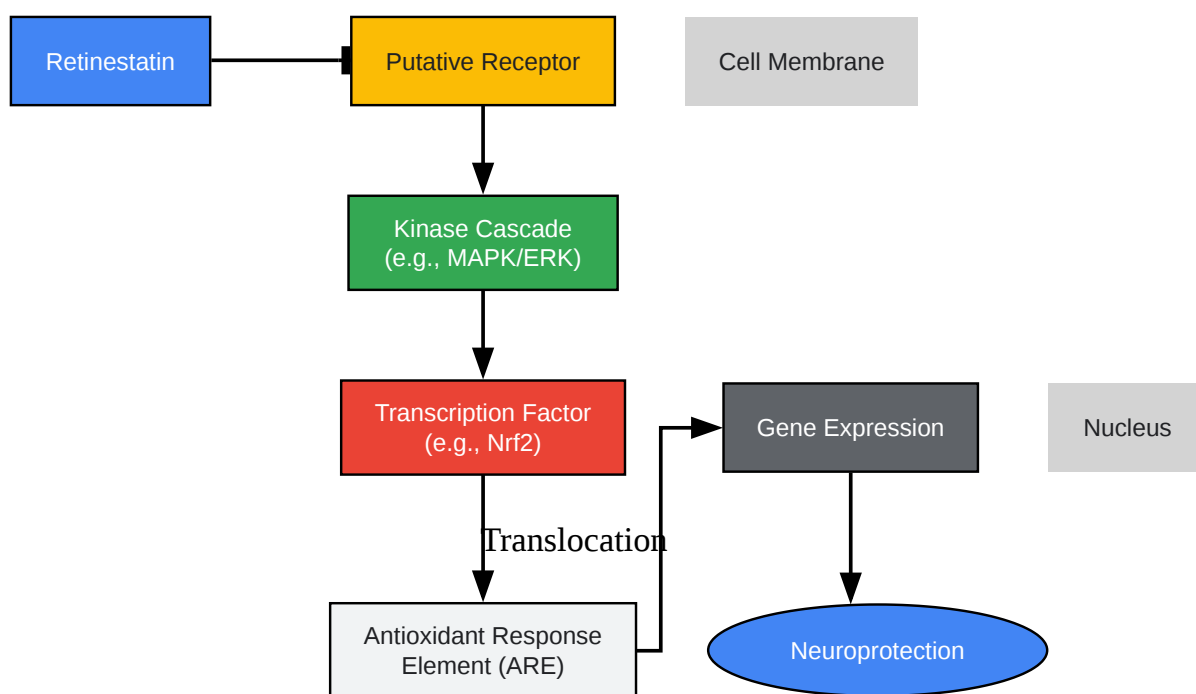 Retinestatin
Putative Receptor
Cell Membrane
Kinase Cascade
(e.g., MAPK/ERK)
Transcription Factor
(e.g., Nrf2)
Gene Expression
Nucleus
Translocation
Antioxidant Response
Element (ARE)
Neuroprotection